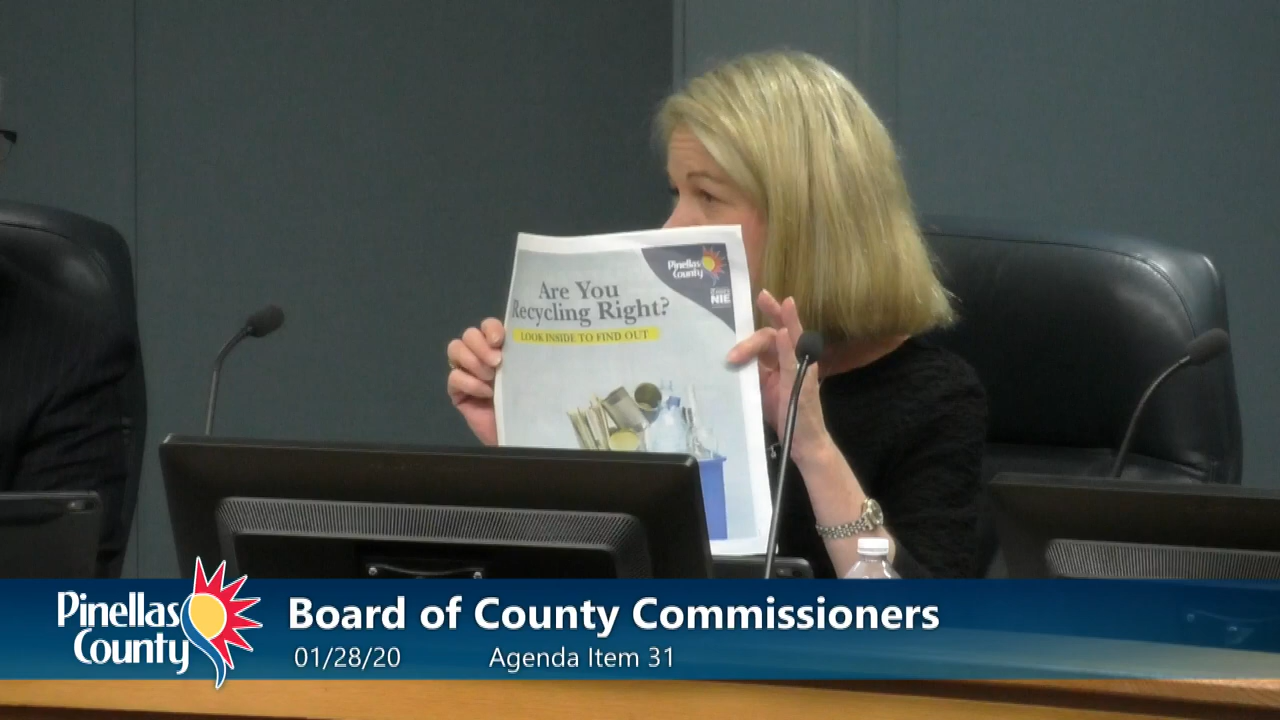 Pinellas
County
NIE
Are You
Recycling Right?
LOOK INSIDE TO FIND OUT
Pinellas
County
Board of County Commissioners
01/28/20 Agenda Item 31